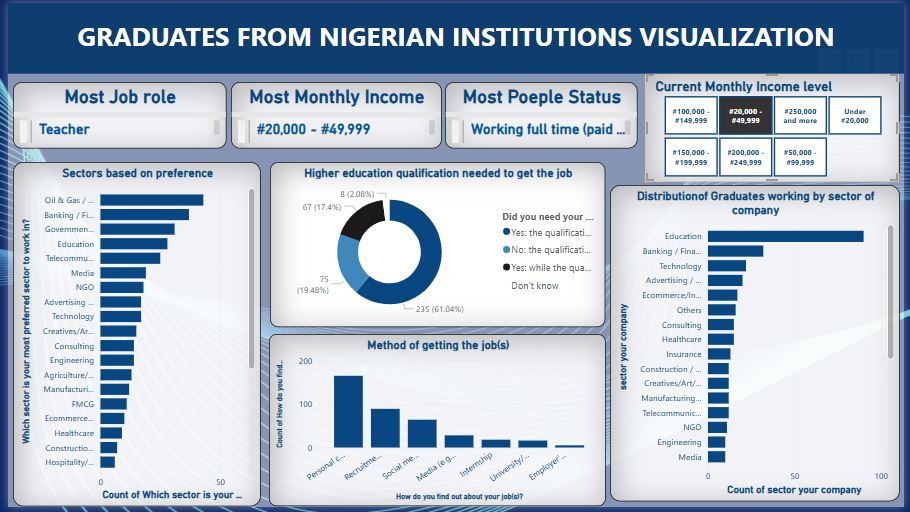 GRADUATES FROM NIGERIAN INSTITUTIONS VISUALIZATION
Most Job role
Teacher
Most Monthly Income
#20,000 - #49,999
Most Poeple Status
Working full time (paid ...
Current Monthly Income level
#100,000 -
#149,999
#20,000 -
#49,999
#250,000
and more
Under
#20,000
#150,000 -
#199,999
#200,000 -
#249,999
#50,000 -
#99,999
Sectors based on preference
Which sector is your most preferred sector to work in?
Oil & Gas / ...
Banking / Fi...
Governmen...
Education
Telecommu...
Media
NGO
Advertising ...
Technology
Creatives/Ar...
Consulting
Engineering
Agriculture/...
Manufacturi...
FMCG
Ecommerce...
Healthcare
Constructio...
Hospitality/...
0
50
Count of Which sector is your ...
Higher education qualification needed to get the job
8 (2.08%)
67 (17.4%)
75
(19.48%)
235 (61.04%)
Did you need your ...
Yes: the qualificati...
No: the qualificati...
Yes: while the qua...
Don't know
Method of getting the job(s)
Count of How do you find..
200
100
0
Personal c...
Recruitme...
Social me...
Media (e.g...
Internship
University/...
Employer'...
How do you find out about your job(s)?
Distributionof Graduates working by sector of
company
sector your company
Education
Banking / Fina...
Technology
Advertising / ...
Ecommerce/In...
Others
Consulting
Healthcare
Insurance
Construction / ...
Creatives/Art/...
Manufacturing...
Telecommunic...
NGO
Engineering
Media
0
50
100
Count of sector your company